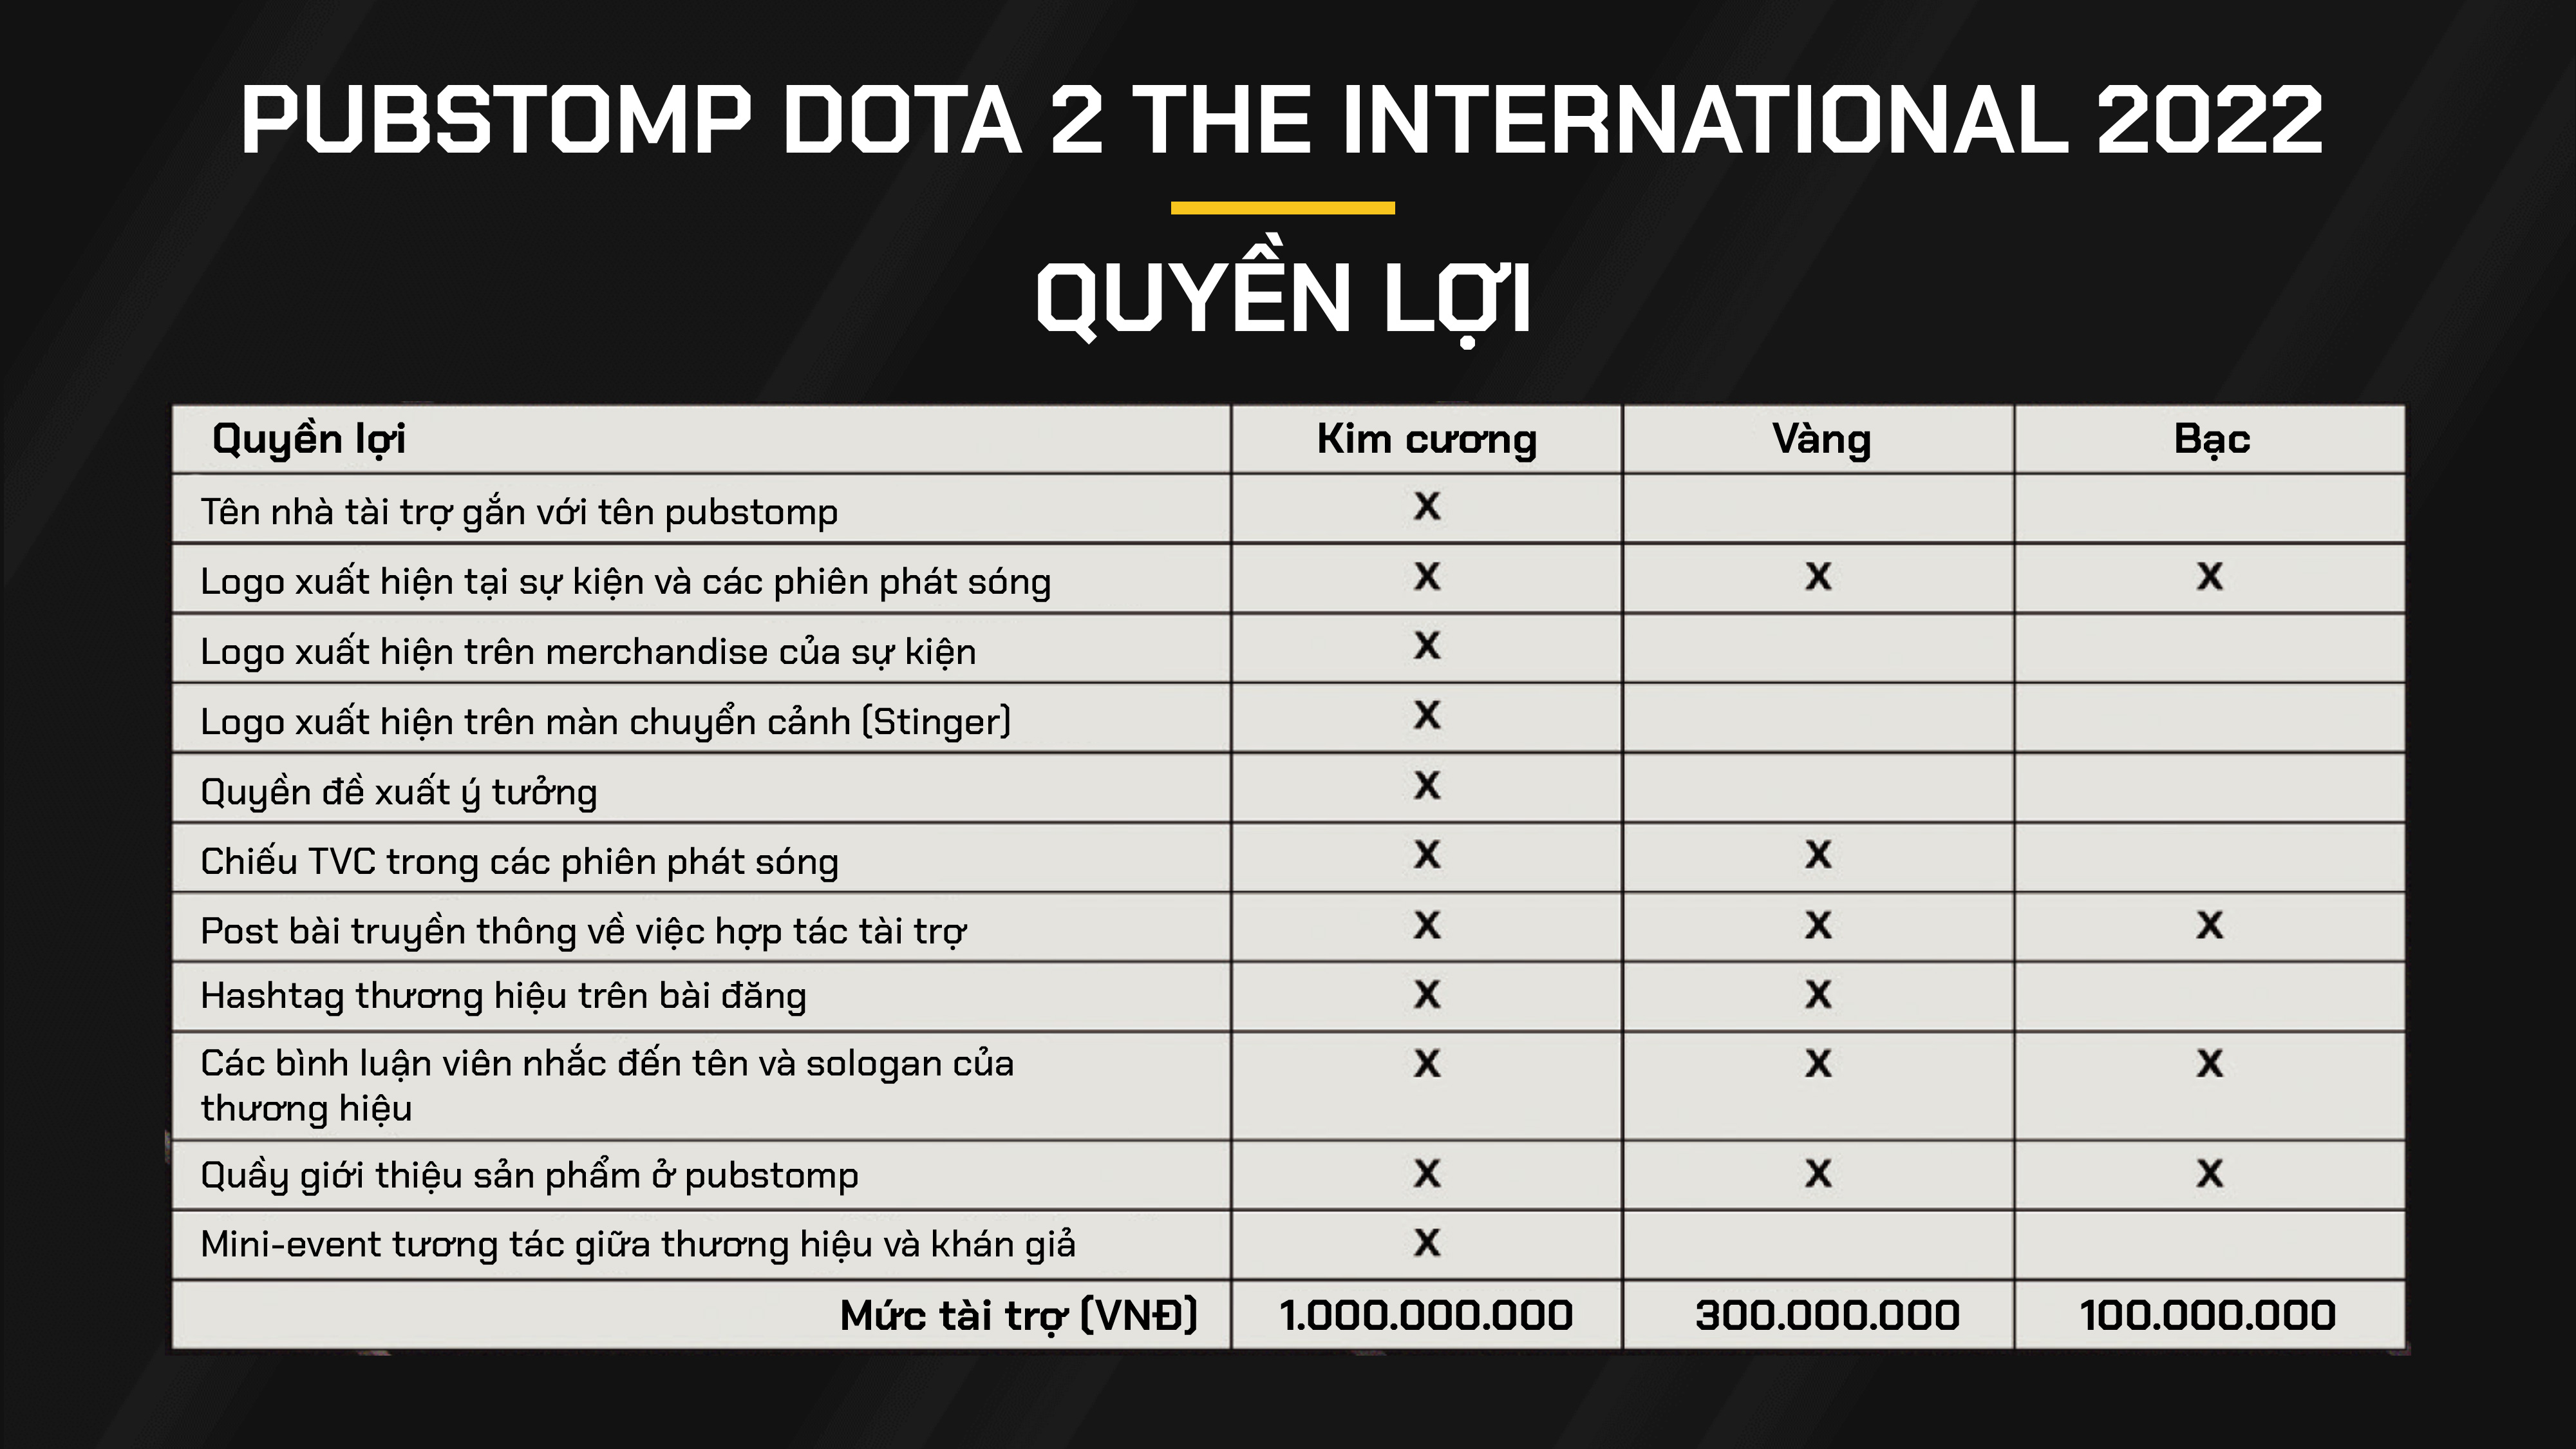 PUBSTOMP DOTA 2 THE INTERNATIONAL 2022
QUYỀN LỢI
Quyền lợi Kim cương Vàng Bạc
Tên nhà tài trợ gắn với tên pubstomp X
Logo xuất hiện tại sự kiện và các phiên phát sóng X X X
Logo xuất hiện trên merchandise của sự kiện X
Logo xuất hiện trên màn chuyển cảnh (Stinger) X
Quyền đề xuất ý tưởng X
Chiếu TVC trong các phiên phát sóng X X
Post bài truyền thông về việc hợp tác tài trợ X X X
Hashtag thương hiệu trên bài đăng X X
Các bình luận viên nhắc đến tên và sologan của X X X
thương hiệu
Quầy giới thiệu sản phẩm ở pubstomp X X X
Mini-event tương tác giữa thương hiệu và khán giả X
Mức tài trợ (VNĐ) 1.000.000.000 300.000.000 100.000.000